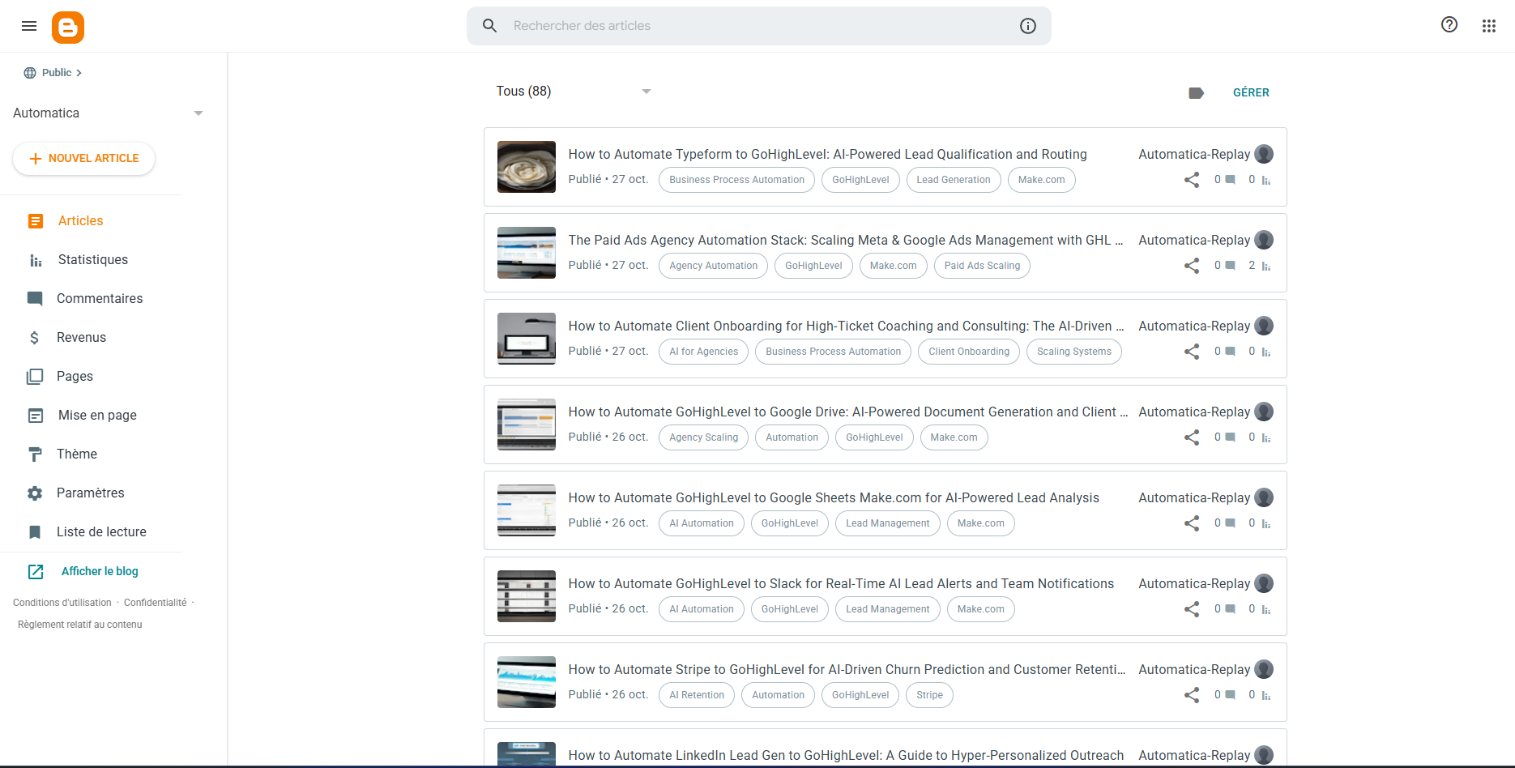 Rechercher des articles
Public
Automatica
NOUVEL ARTICLE
Articles
Statistiques
Commentaires
Revenus
Pages
Mise en page
Thème
Paramètres
Liste de lecture
Afficher le blog
Conditions d'utilisation · Confidentialité ·
Règlement relatif au contenu
Tous (88)
GÉRER
How to Automate Typeform to GoHighLevel: AI-Powered Lead Qualification and Routing Automatica-Replay
Publié • 27 oct. Business Process Automation GoHighLevel Lead Generation Make.com 0 0
The Paid Ads Agency Automation Stack: Scaling Meta & Google Ads Management with GHL ... Automatica-Replay
Publié • 27 oct. Agency Automation GoHighLevel Make.com Paid Ads Scaling 0 2
How to Automate Client Onboarding for High-Ticket Coaching and Consulting: The AI-Driven ... Automatica-Replay
Publié • 27 oct. AI for Agencies Business Process Automation Client Onboarding Scaling Systems 0 0
How to Automate GoHighLevel to Google Drive: AI-Powered Document Generation and Client ... Automatica-Replay
Publié • 26 oct. Agency Scaling Automation GoHighLevel Make.com 0 0
How to Automate GoHighLevel to Google Sheets Make.com for AI-Powered Lead Analysis Automatica-Replay
Publié • 26 oct. AI Automation GoHighLevel Lead Management Make.com 0 0
How to Automate GoHighLevel to Slack for Real-Time AI Lead Alerts and Team Notifications Automatica-Replay
Publié • 26 oct. AI Automation GoHighLevel Lead Management Make.com 0 0
How to Automate Stripe to GoHighLevel for AI-Driven Churn Prediction and Customer Retenti... Automatica-Replay
Publié • 26 oct. AI Retention Automation GoHighLevel Stripe 0 0
How to Automate LinkedIn Lead Gen to GoHighLevel: A Guide to Hyper-Personalized Outreach Automatica-Replay